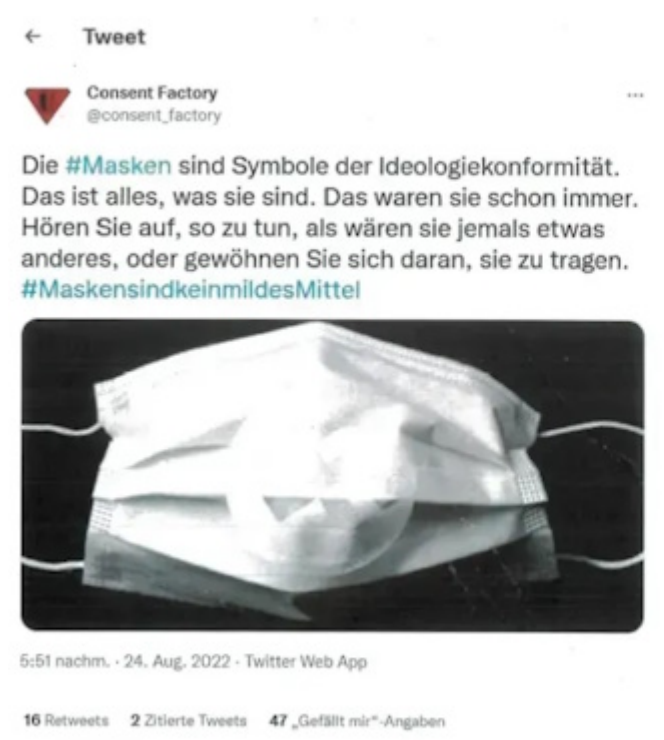 ← Tweet
Consent Factory
@consent_factory
Die #Masken sind Symbole der Ideologiekonformität.
Das ist alles, was sie sind. Das waren sie schon immer.
Hören Sie auf, so zu tun, als wären sie jemals etwas
anderes, oder gewöhnen Sie sich daran, sie zu tragen.
#MaskensindkeinmildesMittel
5:51 nachm. · 24. Aug. 2022 · Twitter Web App
16 Retweets 2 Zitierte Tweets 47 „Gefällt mir“-Angaben